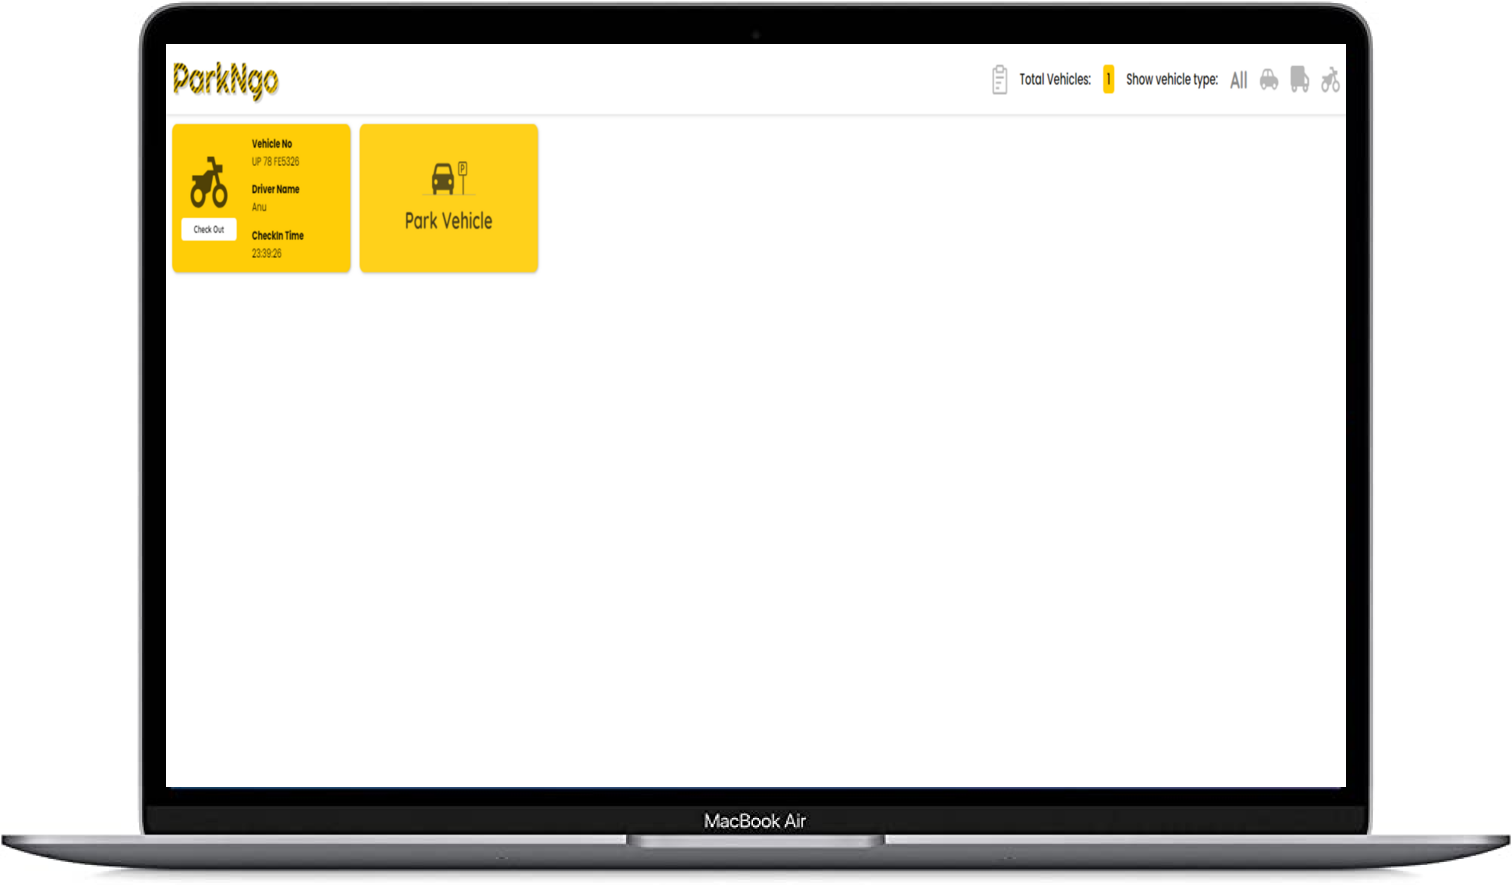 ParkNgo
Total Vehicles: 1 Show vehicle type: All
Vehicle No
UP 78 FE5326
Driver Name
Anu
Check Out
CheckIn Time
23:39:26
P
Park Vehicle
MacBook Air